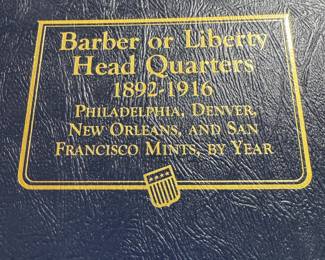 Barber or Liberty
Head Quarters
1892-1916
Philadelphia, Denver,
New Orleans, and San
Francisco Mints, by Year